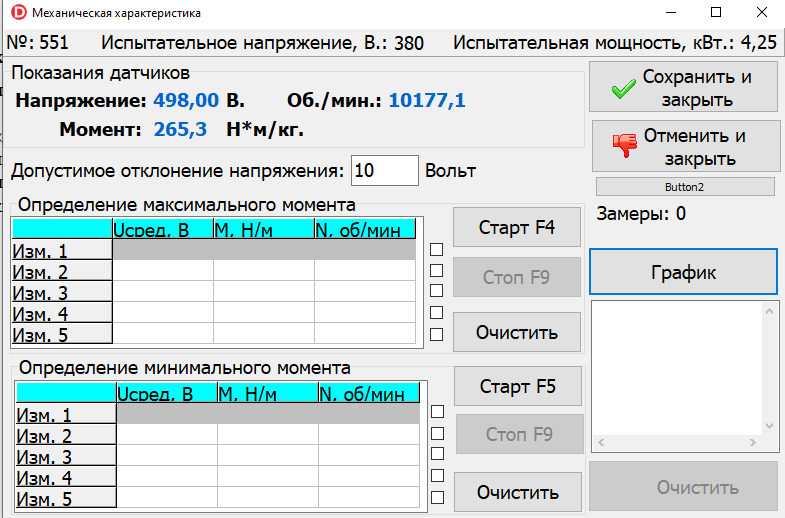 Механическая характеристика
№: 551 Испытательное напряжение, В.: 380 Испытательная мощность, кВт.: 4,25
Показания датчиков
Напряжение: 498,00 В. Об./мин.: 10177,1
Момент: 265,3 Н*м/кг.
Сохранить и закрыть
Отменить и закрыть
Button2
Замеры: 0
Допустимое отклонение напряжения: 10 Вольт
Определение максимального момента
Uсред, В M, Н/м N, об/мин
Изм. 1
Изм. 2
Изм. 3
Изм. 4
Изм. 5
Старт F4
Стоп F9
Очистить
График
Определение минимального момента
Uсред, В M, Н/м N, об/мин
Изм. 1
Изм. 2
Изм. 3
Изм. 4
Изм. 5
Старт F5
Стоп F9
Очистить
Очистить